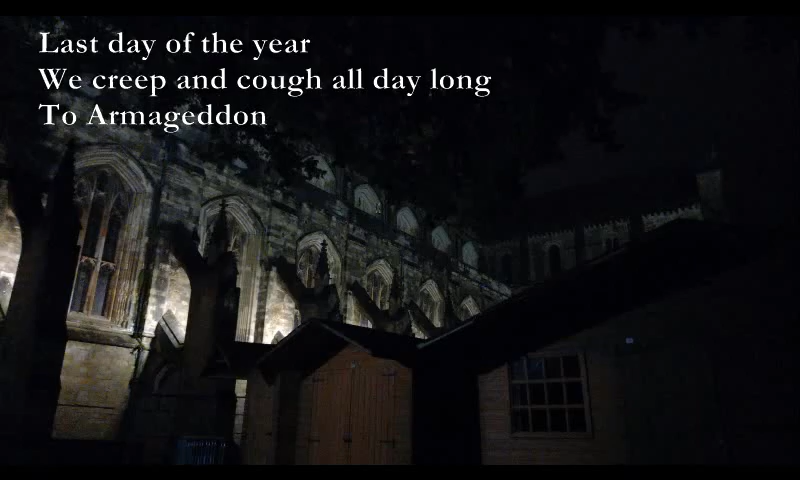 Last day of the year
We creep and cough all day long
To Armageddon